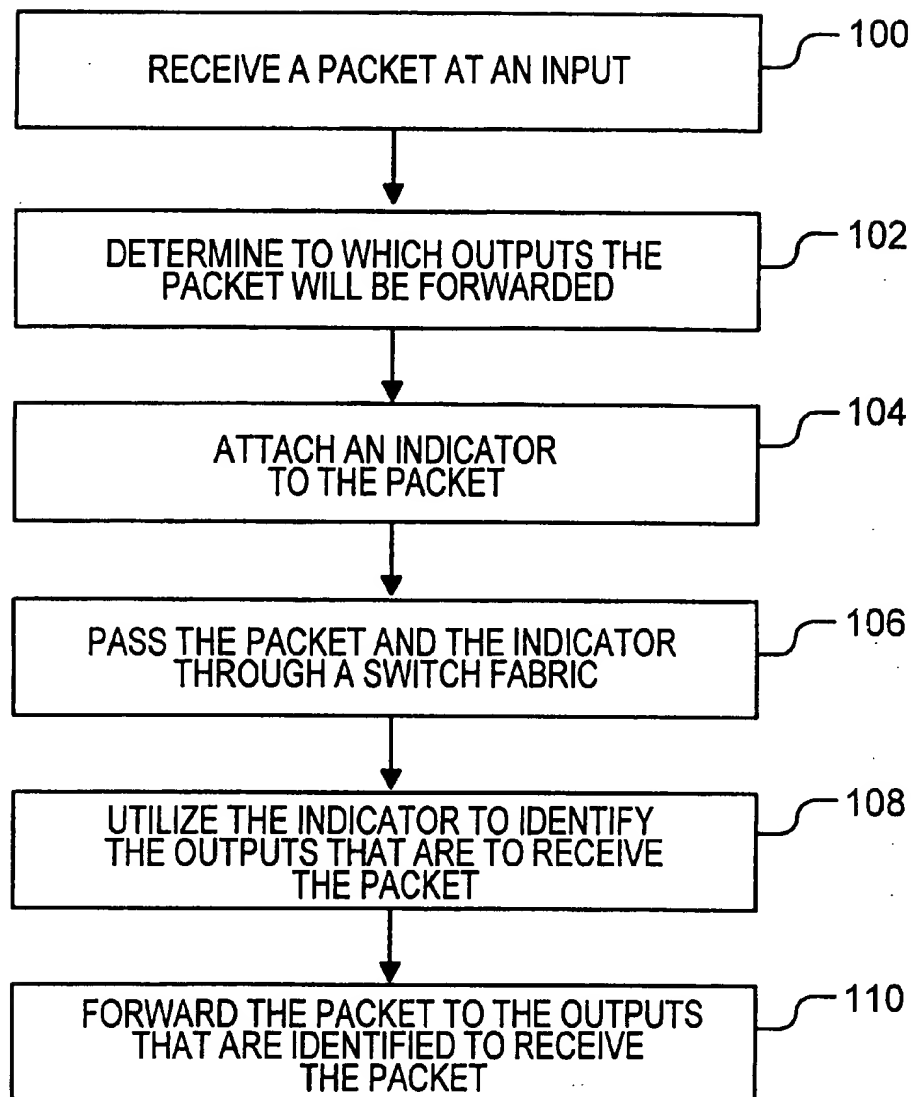 RECEIVE A PACKET AT AN INPUT
100
DETERMINE TO WHICH OUTPUTS THE
PACKET WILL BE FORWARDED
102
ATTACH AN INDICATOR
TO THE PACKET
104
PASS THE PACKET AND THE INDICATOR
THROUGH A SWITCH FABRIC
106
UTILIZE THE INDICATOR TO IDENTIFY
THE OUTPUTS THAT ARE TO RECEIVE
THE PACKET
108
FORWARD THE PACKET TO THE OUTPUTS
THAT ARE IDENTIFIED TO RECEIVE
THE PACKET
110